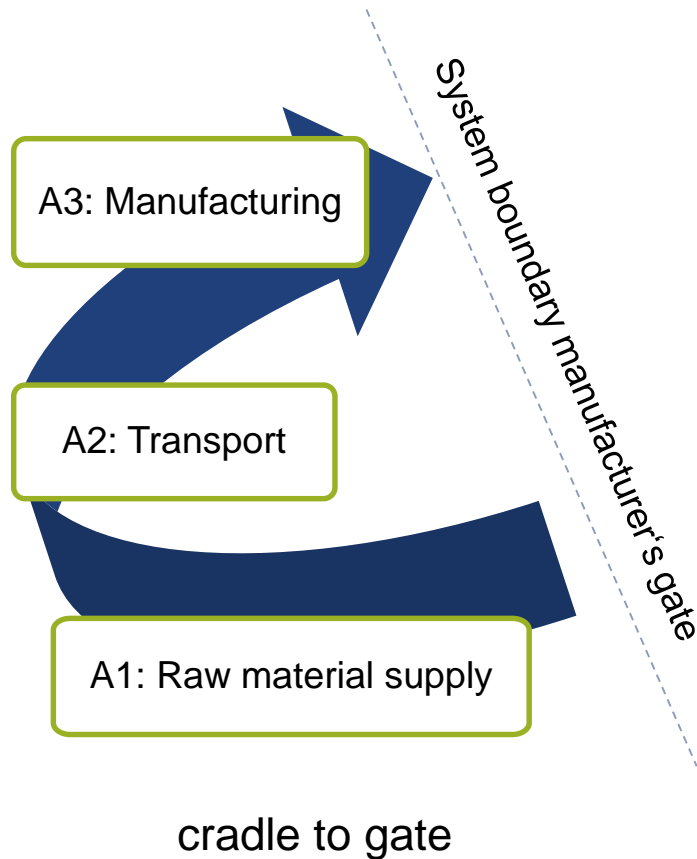 System boundary manufacturer‘s gate
A3: Manufacturing
A2: Transport
A1: Raw material supply
cradle to gate